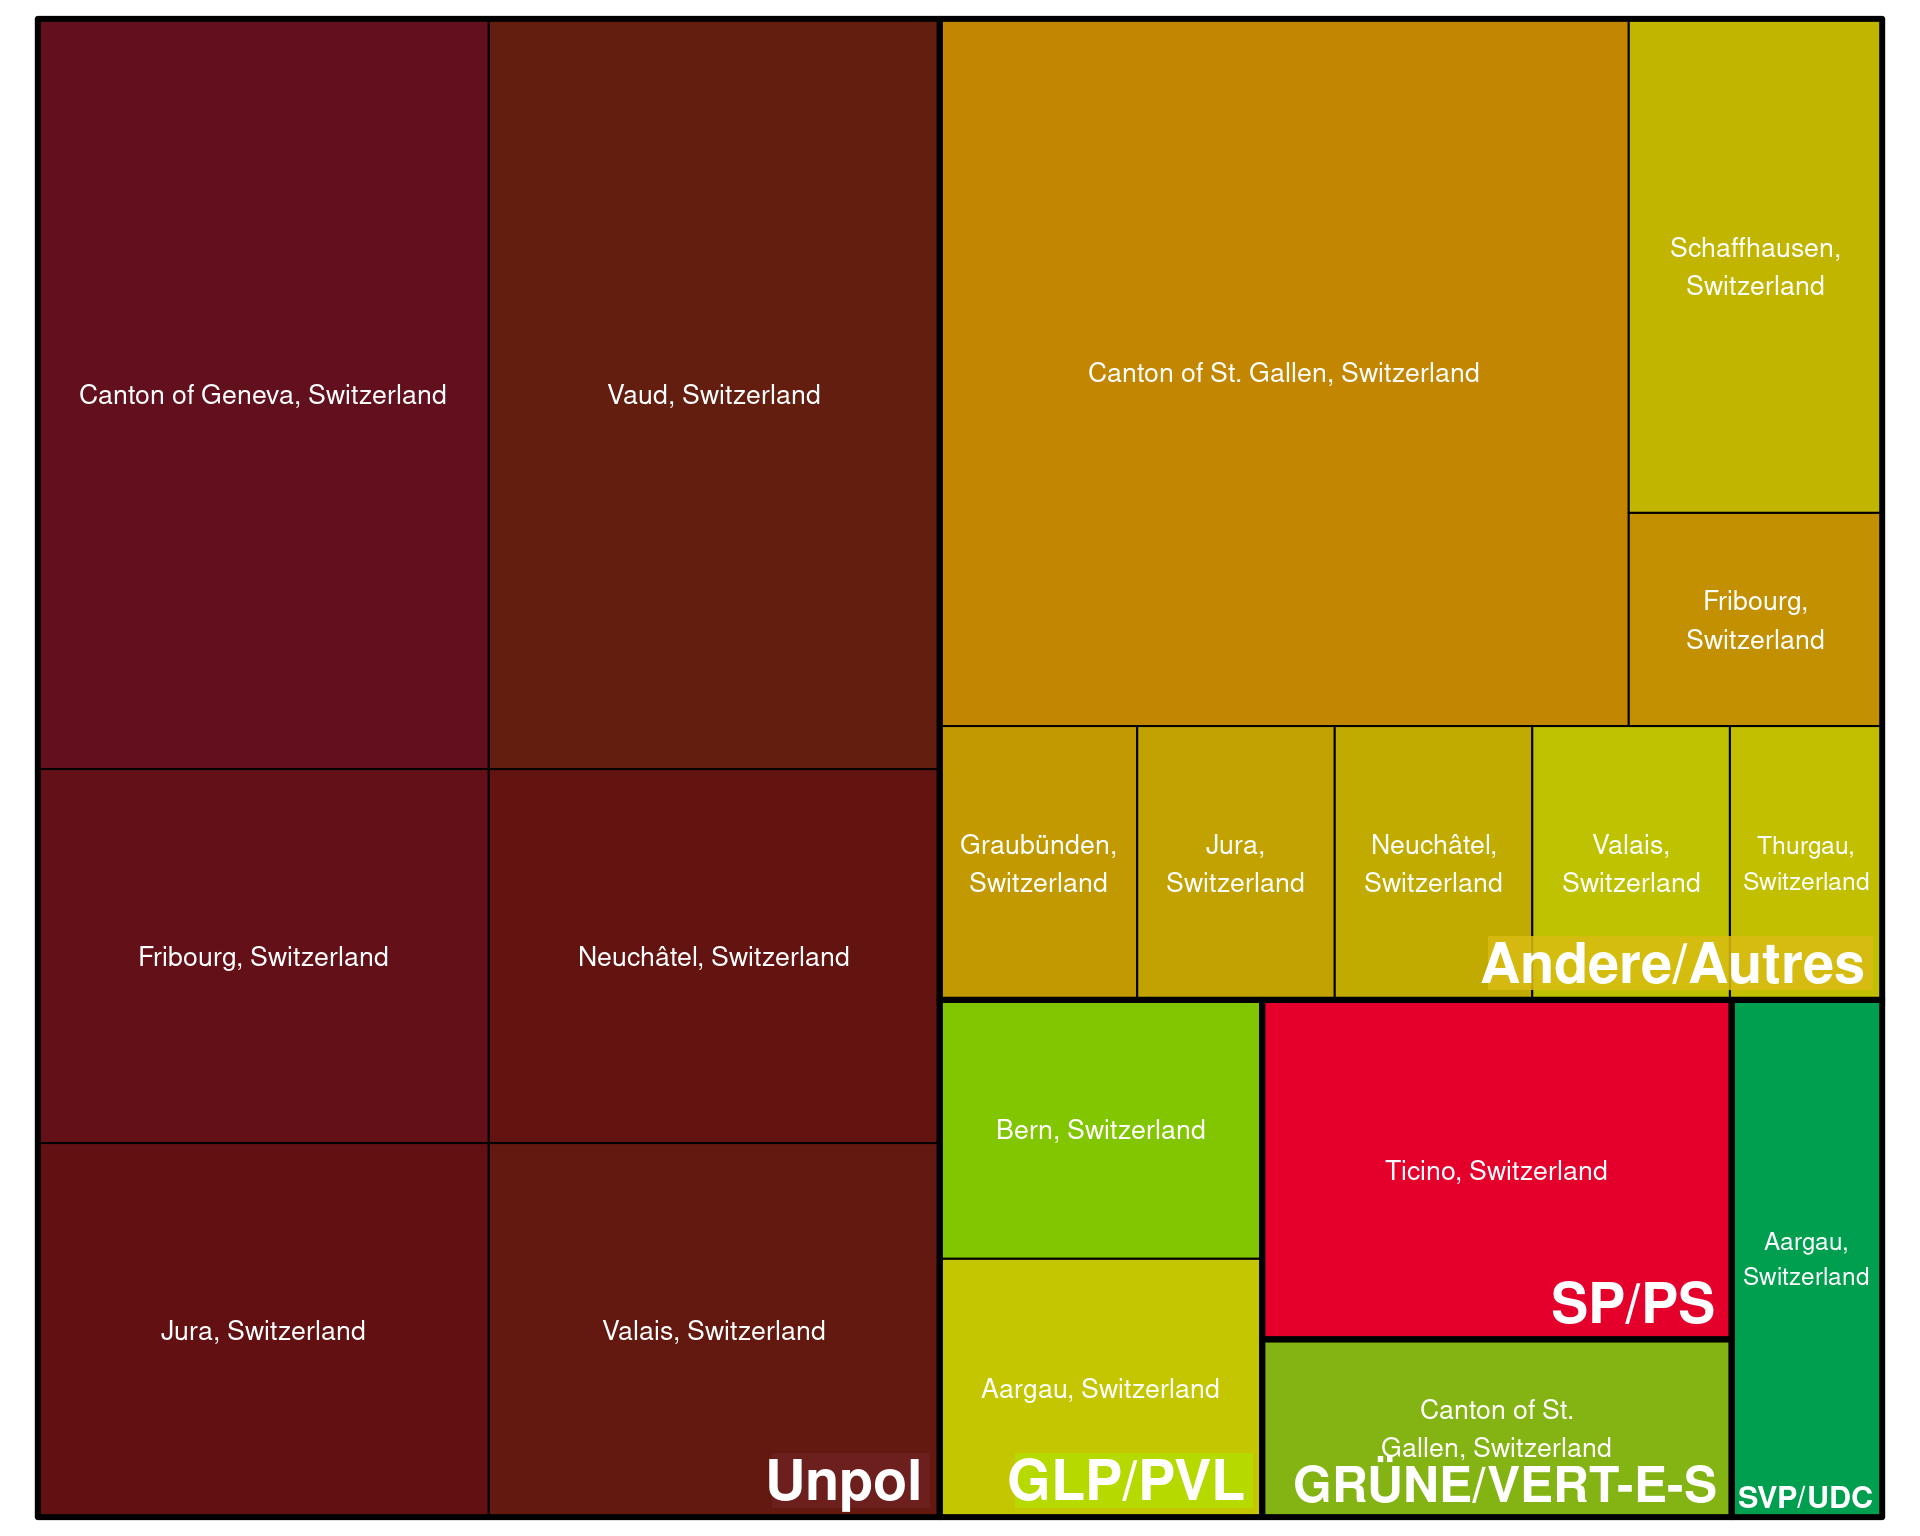 Canton of Geneva, Switzerland
Vaud, Switzerland
Fribourg, Switzerland
Neuchâtel, Switzerland
Jura, Switzerland
Valais, Switzerland
Unpol
Canton of St. Gallen, Switzerland
Schaffhausen,
Switzerland
Fribourg,
Switzerland
Graubünden,
Switzerland
Jura,
Switzerland
Neuchâtel,
Switzerland
Valais,
Switzerland
Thurgau,
Switzerland
Andere/Autres
Bern, Switzerland
Aargau, Switzerland
GLP/PVL
Ticino, Switzerland
SP/PS
Canton of St.
Gallen, Switzerland
GRÜNE/VERT-E-S
Aargau,
Switzerland
SVP/UDC